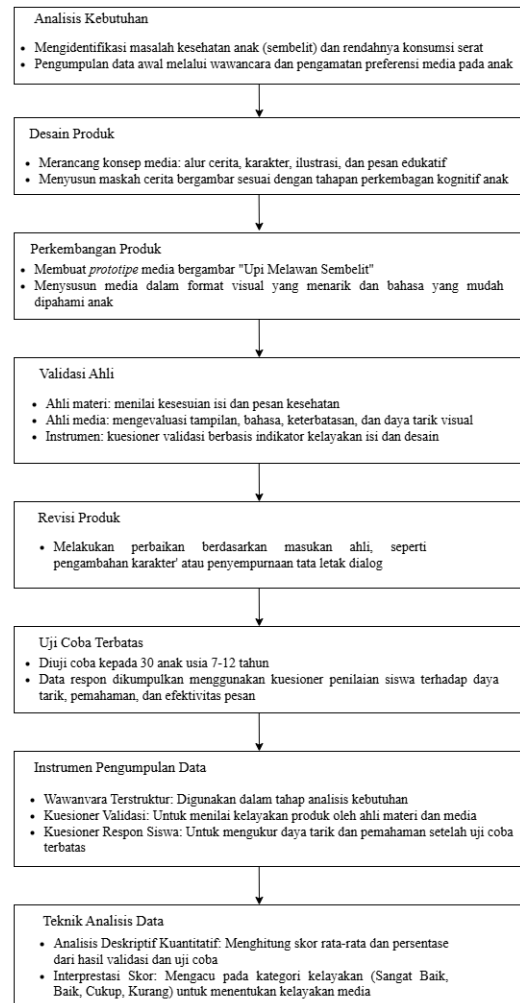 Analisis Kebutuhan
• Mengidentifikasi masalah kesehatan anak (sembelit) dan rendahnya konsumsi serat
• Pengumpulan data awal melalui wawancara dan pengamatan preferensi media pada anak
Desain Produk
• Merancang konsep media: alur cerita, karakter, ilustrasi, dan pesan edukatif
• Menyusun maskah cerita bergambar sesuai dengan tahapan perkembagan kognitif anak
Perkembangan Produk
• Membuat prototipe media bergambar "Upi Melawan Sembelit"
• Menysusun media dalam format visual yang menarik dan bahasa yang mudah
dipahami anak
Validasi Ahli
• Ahli materi: menilai kesesuian isi dan pesan kesehatan
• Ahli media: mengevaluasi tampilan, bahasa, keterbatasan, dan daya tarik visual
• Instrumen: kuesioner validasi berbasis indikator kelayakan isi dan desain
Revisi Produk
• Melakukan perbaikan berdasarkan masukan ahli, seperti
pengambahan karakter' atau penyempurnaan tata letak dialog
Uji Coba Terbatas
• Diuji coba kepada 30 anak usia 7-12 tahun
• Data respon dikumpulkan menggunakan kuesioner penilaian siswa terhadap daya
tarik, pemahaman, dan efektivitas pesan
Instrumen Pengumpulan Data
• Wawanvara Terstruktur: Digunakan dalam tahap analisis kebutuhan
• Kuesioner Validasi: Untuk menilai kelayakan produk oleh ahli materi dan media
• Kuesioner Respon Siswa: Untuk mengukur daya tarik dan pemahaman setelah uji coba
terbatas
Teknik Analisis Data
• Analisis Deskriptif Kuantitatif: Menghitung skor rata-rata dan persentase
dari hasil validasi dan uji coba
• Interprestasi Skor: Mengacu pada kategori kelayakan (Sangat Baik,
Baik, Cukup, Kurang) untuk menentukan kelayakan media